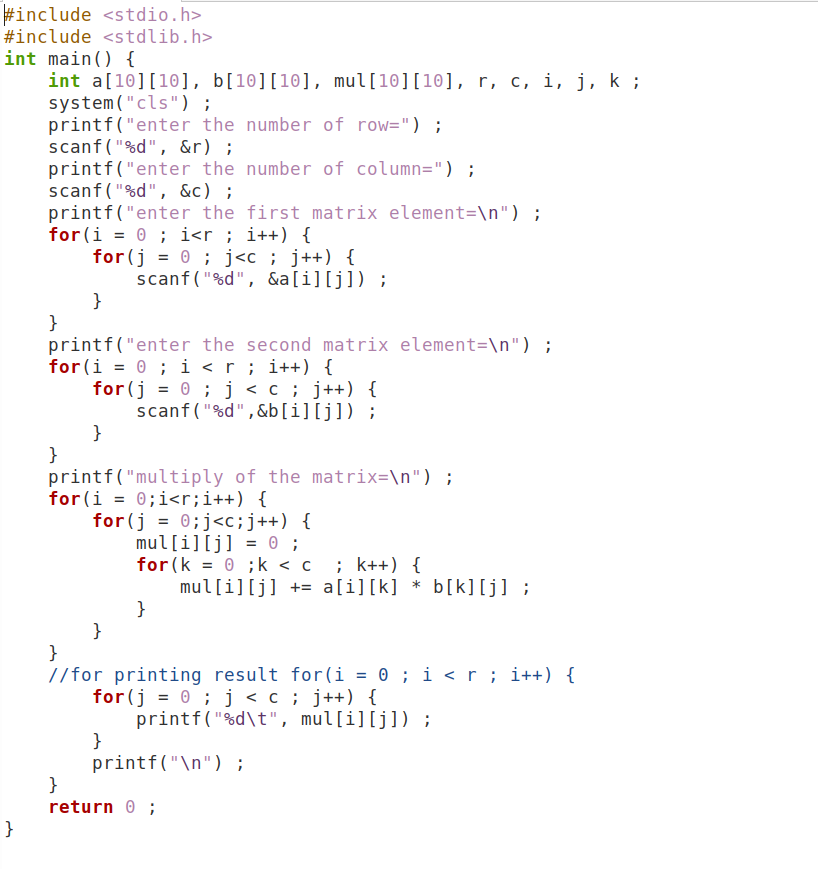 #include <stdio.h>
#include <stdlib.h>
int main() {
    int a[10][10], b[10][10], mul[10][10], r, c, i, j, k ;
    system("cls") ;
    printf("enter the number of row=") ;
    scanf("%d", &r) ;
    printf("enter the number of column=") ;
    scanf("%d", &c) ;
    printf("enter the first matrix element=\n") ;
    for(i = 0 ; i<r ; i++) {
        for(j = 0 ; j<c ; j++) {
            scanf("%d", &a[i][j]) ;
        }
    }
    printf("enter the second matrix element=\n") ;
    for(i = 0 ; i < r ; i++) {
        for(j = 0 ; j < c ; j++) {
            scanf("%d",&b[i][j]) ;
        }
    }
    printf("multiply of the matrix=\n") ;
    for(i = 0;i<r;i++) {
        for(j = 0;j<c;j++) {
            mul[i][j] = 0 ;
            for(k = 0 ;k < c  ; k++) {
                mul[i][j] += a[i][k] * b[k][j] ;
            }
        }
    }
    //for printing result for(i = 0 ; i < r ; i++) {
        for(j = 0 ; j < c ; j++) {
            printf("%d\t", mul[i][j]) ;
        }
        printf("\n") ;
    }
    return 0 ;
}